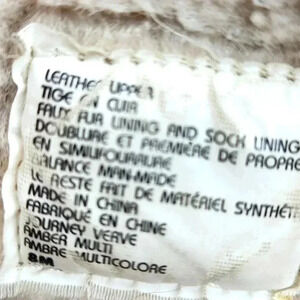 LEATHER UPPER
TIGE EN CUIR
FAUX FUR LINING AND SOCK LINING
DOUBLURE ET PREMIÈRE DE PROPRE
EN SIMILIFOURRURE
BALANCE MAN-MADE
LE RESTE FAIT DE MATÉRIEL SYNTHÉT
MADE IN CHINA
FABRIQUÉ EN CHINE
JOURNEY VERVE
AMBER MULTI
AMBRE MULTICOLORE
8M